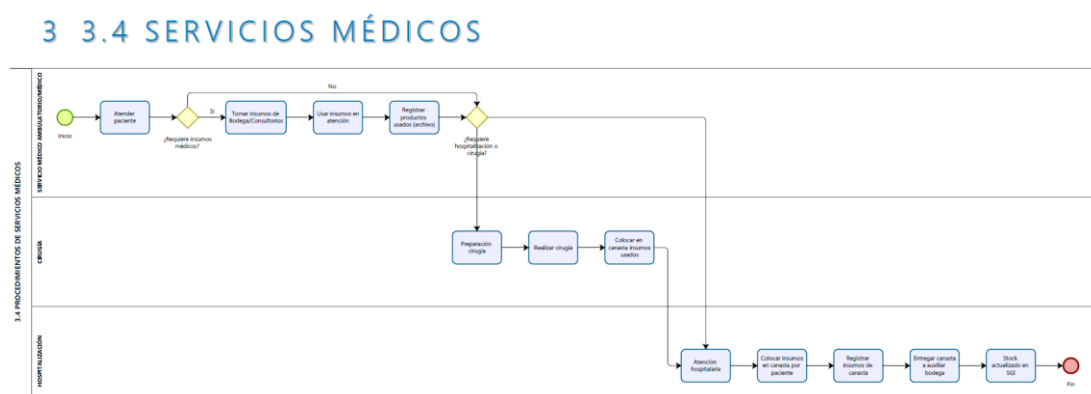 3 3.4 SERVICIOS MÉDICOS
3.4 PROCEDIMIENTOS DE SERVICIOS MÉDICOS
SERVICIO MÉDICO AMBULATORIO/MÉDICO
Inicio
Atender
paciente
¿Requiere insumos
médicos?
No
Si
Tomar insumos de
Bodega/Consultorios
Usar insumos en
atención
Registrar
productos
usados (archivo)
¿Requiere
hospitalización o
cirugía?
CIRUGÍA
Preparación
cirugía
Realizar cirugía
Colocar en
canasta insumos
usados
HOSPITALIZACIÓN
Atención
hospitalaria
Colocar insumos
en canasta por
paciente
Registrar
insumos de
canasta
Entregar canasta
a auxiliar
bodega
Stock
actualizado en
SGI
Fin